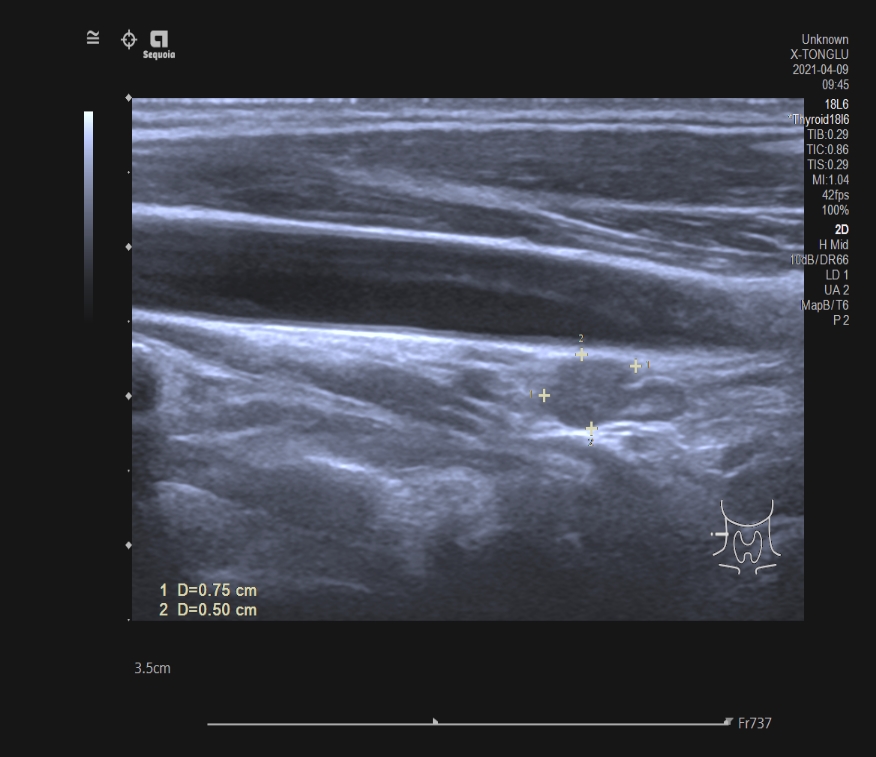 Sequoia
Unknown
X-TONGLU
2021-04-09
09:45
18L6
*Thyroid18l6
TIB:0.29
TIC:0.86
TIS:0.29
MI:1.04
42fps
100%
2D
H Mid
10dB/DR66
LD 1
UA 2
MapB/T6
P 2
2
1
1 D=0.75 cm
2 D=0.50 cm
3.5cm
Fr737